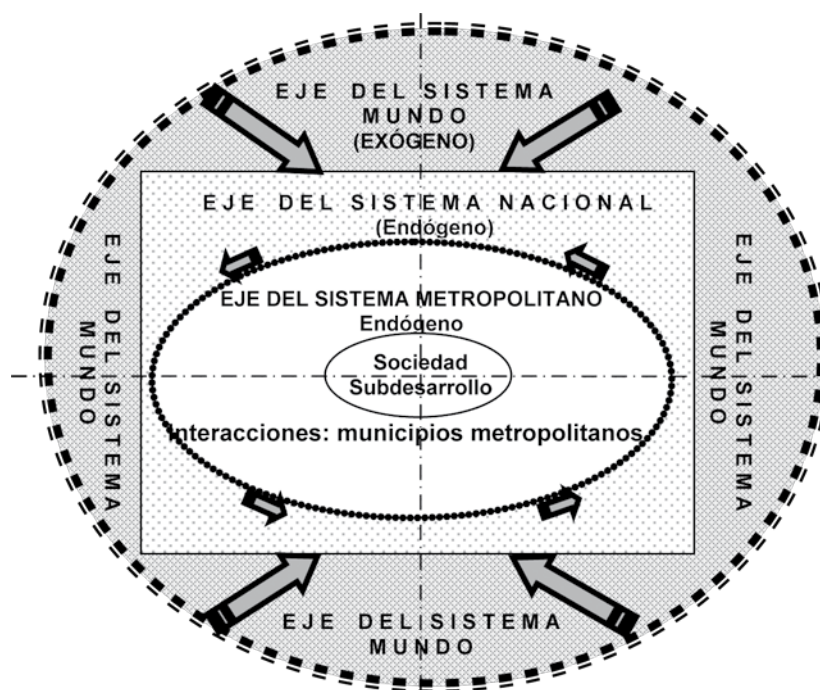 EJE DEL SISTEMA
MUNDO
(EXÓGENO)
EJE DEL SISTEMA NACIONAL
(Endógeno)
EJE DEL SISTEMA
MUNDO
EJE DEL SISTEMA METROPOLITANO
Endógeno
Sociedad
Subdesarrollo
Interacciones: municipios metropolitanos
EJE DEL SISTEMA
MUNDO
EJE DEL SISTEMA
MUNDO